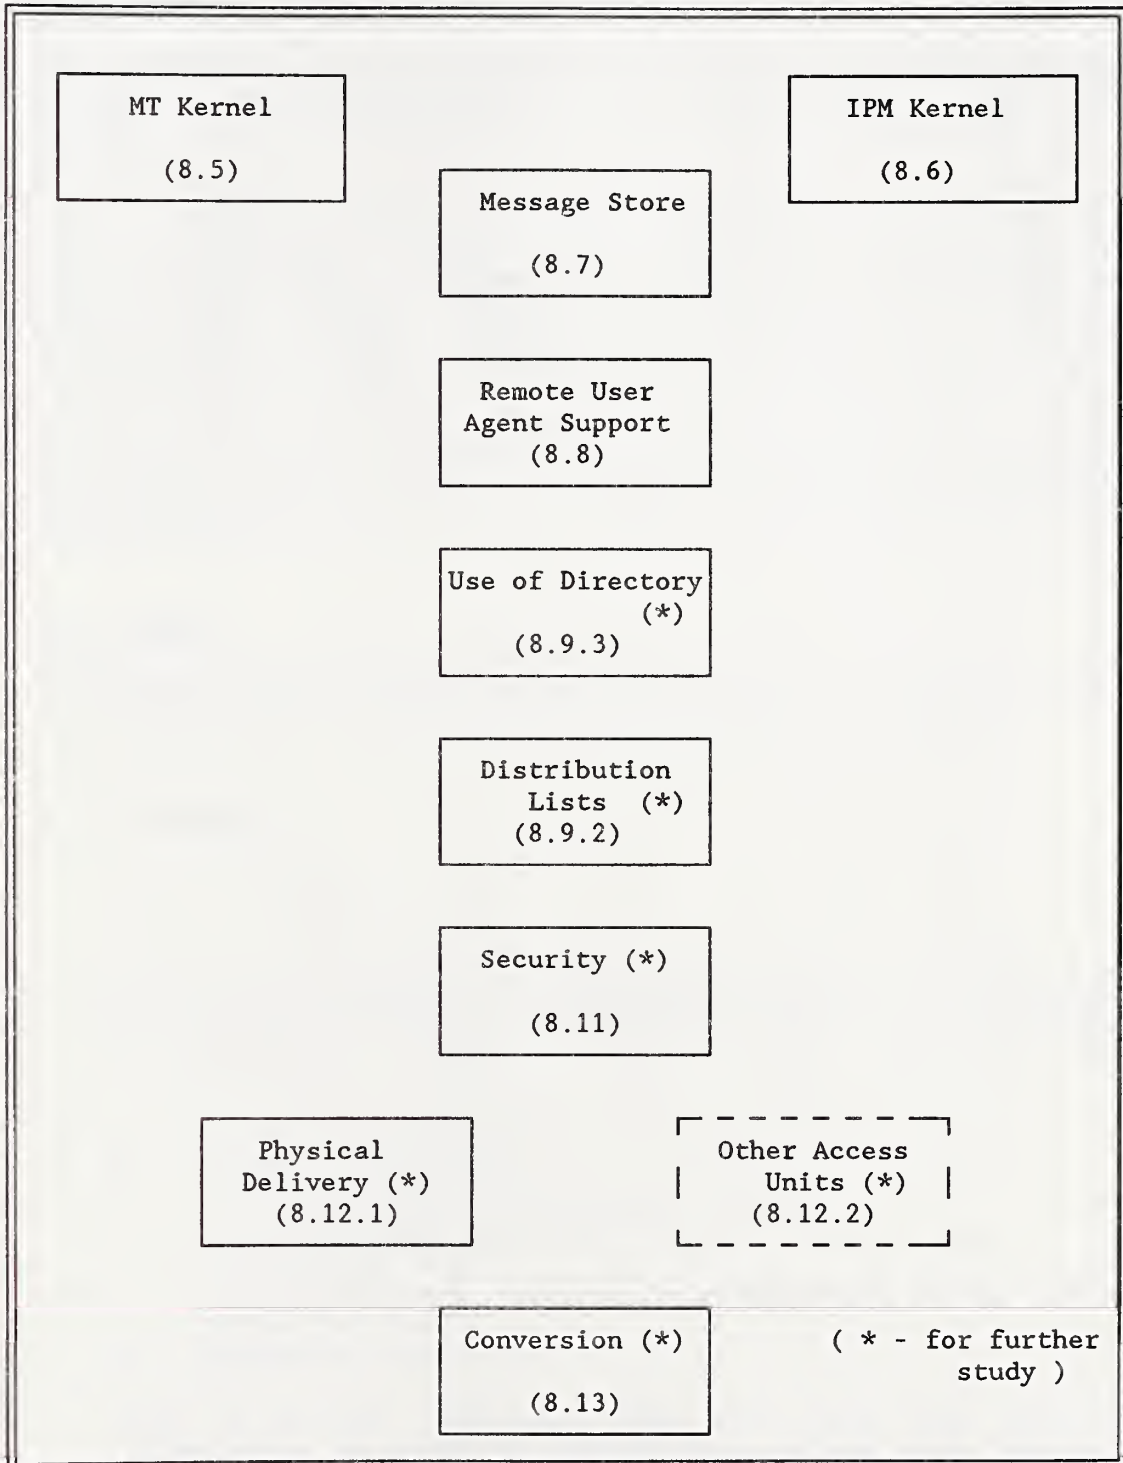 MT Kernel
(8.5)
IPM Kernel
(8.6)
Message Store
(8.7)
Remote User
Agent Support
(8.8)
Use of Directory
(*)
(8.9.3)
Distribution
Lists (*)
(8.9.2)
Security (*)
(8.11)
Physical
Delivery (*)
(8.12.1)
Other Access
Units (*)
(8.12.2)
Conversion (*)
(8.13)
( * - for further
study )